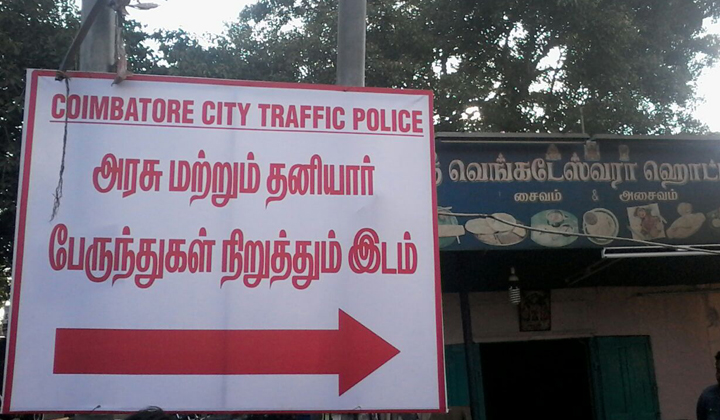 COIMBATORE CITY TRAFFIC POLICE
அரசு மற்றும் தனியார்
பேருந்துகள் நிறுத்தும் இடம்
வெங்கடேஸ்வரா
சைவம் & அசைவம்